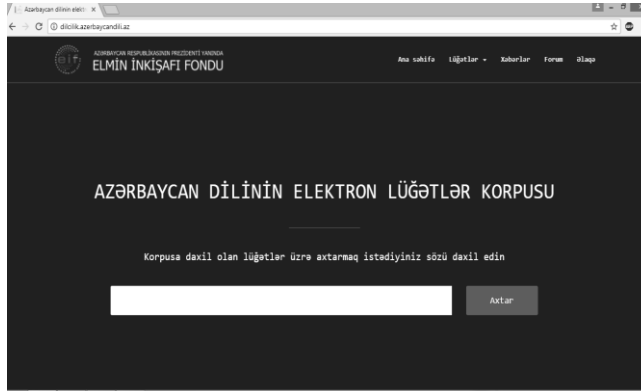 Azərbaycan dilinin elekt
dilcilik.azerbaycandili.az
eif
AZƏRBAYCAN RESPUBLİKASININ PREZİDENTİ YANINDA
ELMİN İNKİŞAFI FONDU
Ana səhifə Lüğətlər Xəbərlər Forum Əlaqə
AZƏRBAYCAN DİLİNİN ELEKTRON LÜĞƏTLƏR KORPUSU
Korpusa daxil olan lüğətlər üzrə axtarmaq istədiyiniz sözü daxil edin
Axtar